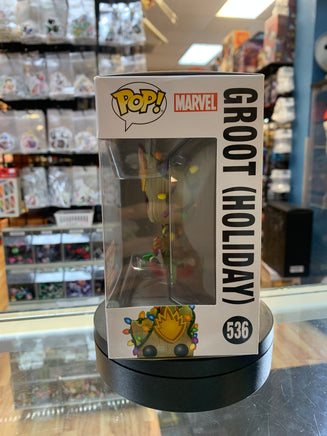 POP!
MARVEL
GROOT (HOLIDAY)
536